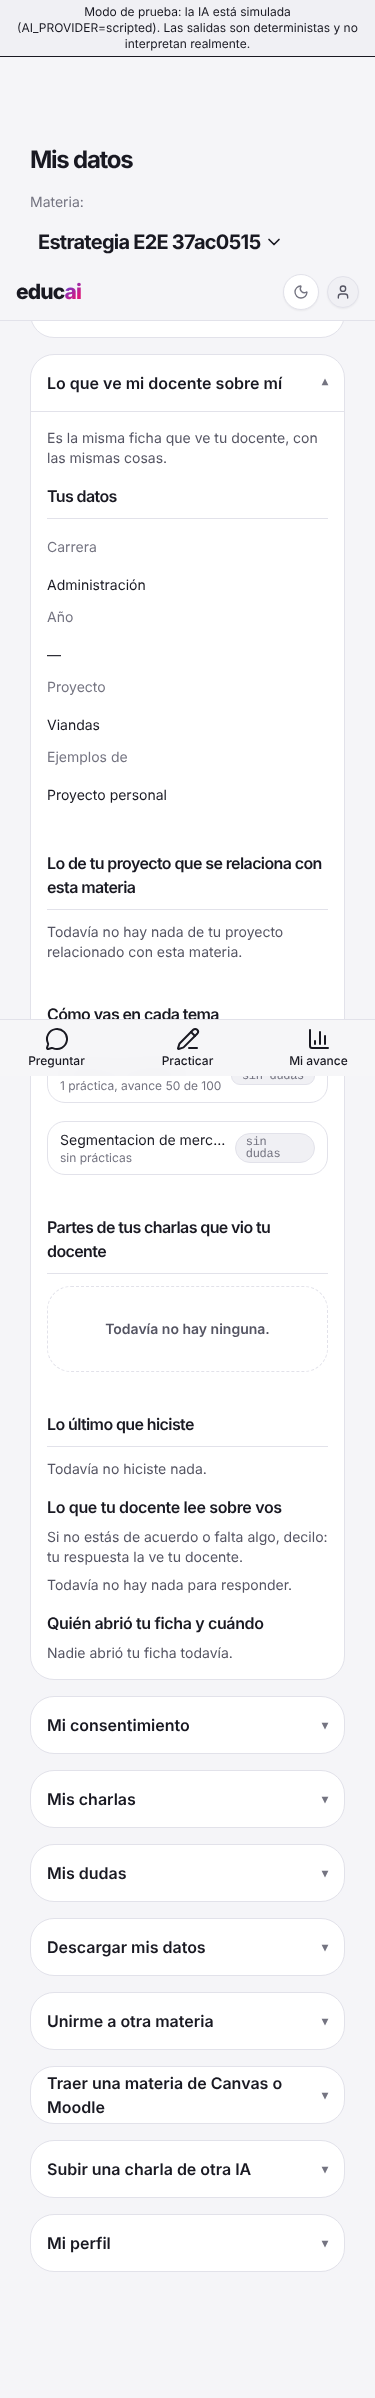 Modo de prueba: la IA está simulada
(AI_PROVIDER=scripted). Las salidas son deterministas y no
interpretan realmente.
Mis datos
Materia:
Estrategia E2E 37ac0515
educai
Lo que ve mi docente sobre mí
Es la misma ficha que ve tu docente, con
las mismas cosas.
Tus datos
Carrera
Administración
Año
—
Proyecto
Viandas
Ejemplos de
Proyecto personal
Lo de tu proyecto que se relaciona con
esta materia
Todavía no hay nada de tu proyecto
relacionado con esta materia.
Cómo vas en cada tema
Preguntar
Practicar
Mi avance
1 práctica, avance 50 de 100
sin dudas
Segmentacion de merc...
sin prácticas
sin
dudas
Partes de tus charlas que vio tu
docente
Todavía no hay ninguna.
Lo último que hiciste
Todavía no hiciste nada.
Lo que tu docente lee sobre vos
Si no estás de acuerdo o falta algo, decilo:
tu respuesta la ve tu docente.
Todavía no hay nada para responder.
Quién abrió tu ficha y cuándo
Nadie abrió tu ficha todavía.
Mi consentimiento
Mis charlas
Mis dudas
Descargar mis datos
Unirme a otra materia
Traer una materia de Canvas o
Moodle
Subir una charla de otra IA
Mi perfil